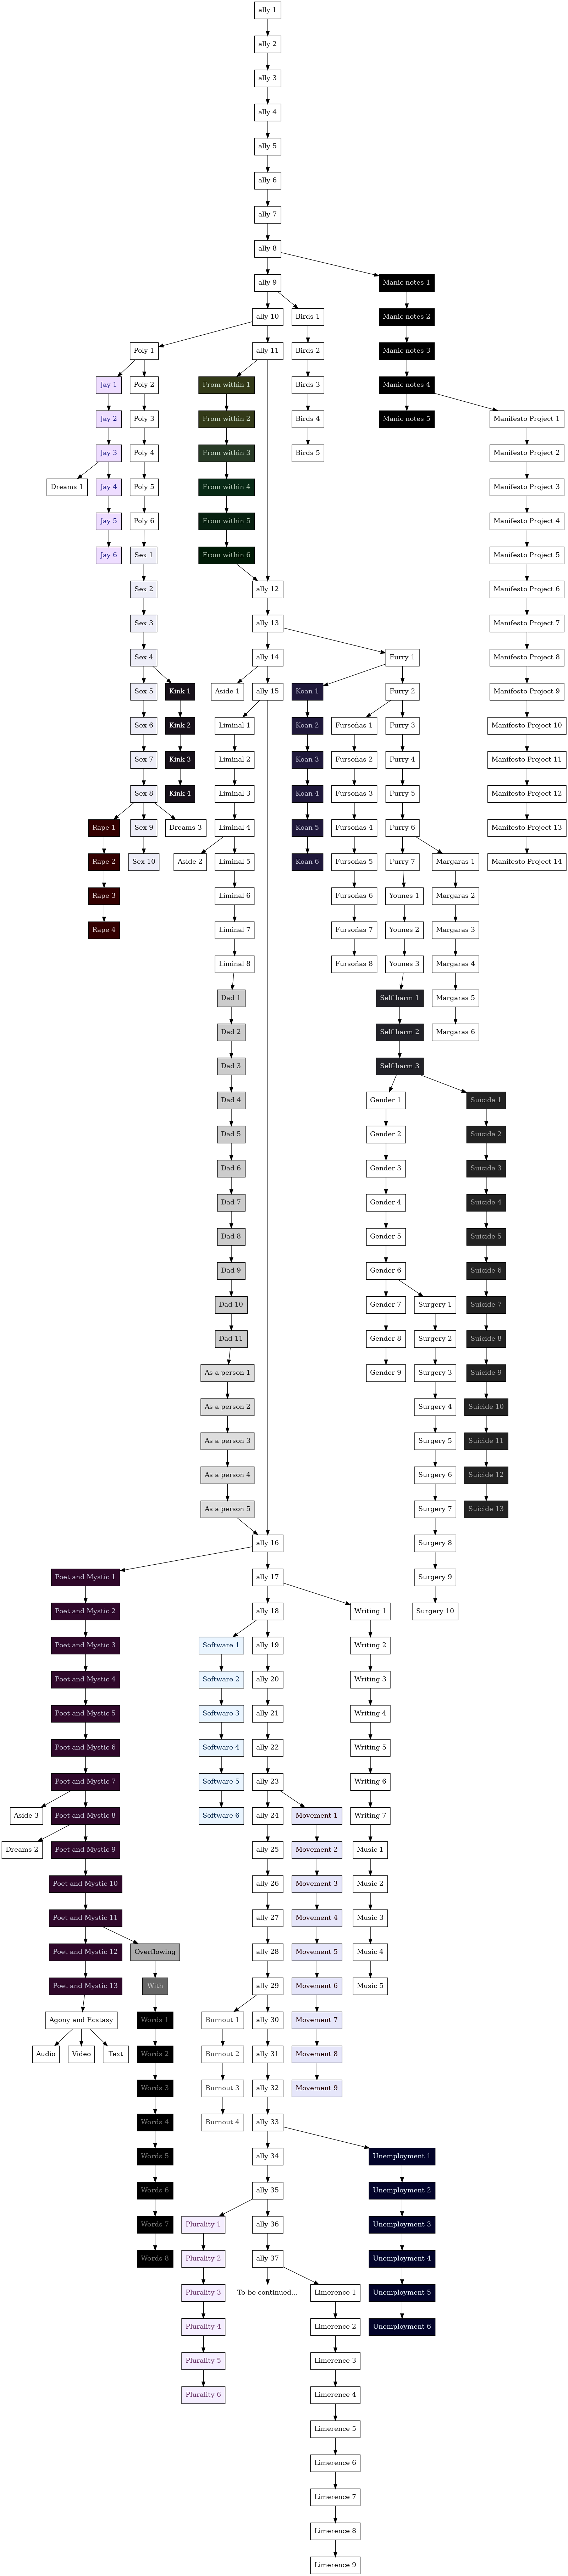 ally 1
ally 2
ally 3
ally 4
ally 5
ally 6
ally 7
ally 8
ally 9
Manic notes 1
ally 10
Birds 1
Manic notes 2
Poly 1
ally 11
Birds 2
Manic notes 3
Jay 1
Poly 2
From within 1
Birds 3
Manic notes 4
Jay 2
Poly 3
From within 2
Birds 4
Manic notes 5
Manifesto Project 1
Jay 3
Poly 4
From within 3
Birds 5
Manifesto Project 2
Dreams 1
Jay 4
Poly 5
From within 4
Manifesto Project 3
Jay 5
Poly 6
From within 5
Manifesto Project 4
Jay 6
Sex 1
From within 6
Manifesto Project 5
Sex 2
ally 12
Manifesto Project 6
Sex 3
ally 13
Manifesto Project 7
Sex 4
ally 14
Furry 1
Manifesto Project 8
Sex 5
Kink 1
Aside 1
ally 15
Koan 1
Furry 2
Manifesto Project 9
Sex 6
Kink 2
Liminal 1
Koan 2
Fursoñas 1
Furry 3
Manifesto Project 10
Sex 7
Kink 3
Liminal 2
Koan 3
Fursoñas 2
Furry 4
Manifesto Project 11
Sex 8
Kink 4
Liminal 3
Koan 4
Fursoñas 3
Furry 5
Manifesto Project 12
Rape 1
Sex 9
Dreams 3
Liminal 4
Koan 5
Fursoñas 4
Furry 6
Manifesto Project 13
Rape 2
Sex 10
Aside 2
Liminal 5
Koan 6
Fursoñas 5
Furry 7
Margaras 1
Manifesto Project 14
Rape 3
Liminal 6
Fursoñas 6
Younes 1
Margaras 2
Rape 4
Liminal 7
Fursoñas 7
Younes 2
Margaras 3
Liminal 8
Fursoñas 8
Younes 3
Margaras 4
Dad 1
Self-harm 1
Margaras 5
Dad 2
Self-harm 2
Margaras 6
Dad 3
Self-harm 3
Dad 4
Gender 1
Suicide 1
Dad 5
Gender 2
Suicide 2
Dad 6
Gender 3
Suicide 3
Dad 7
Gender 4
Suicide 4
Dad 8
Gender 5
Suicide 5
Dad 9
Gender 6
Suicide 6
Dad 10
Gender 7
Surgery 1
Suicide 7
Dad 11
Gender 8
Surgery 2
Suicide 8
As a person 1
Gender 9
Surgery 3
Suicide 9
As a person 2
Surgery 4
Suicide 10
As a person 3
Surgery 5
Suicide 11
As a person 4
Surgery 6
Suicide 12
As a person 5
Surgery 7
Suicide 13
ally 16
Surgery 8
Poet and Mystic 1
ally 17
Surgery 9
Poet and Mystic 2
ally 18
Writing 1
Surgery 10
Poet and Mystic 3
Software 1
ally 19
Writing 2
Poet and Mystic 4
Software 2
ally 20
Writing 3
Poet and Mystic 5
Software 3
ally 21
Writing 4
Poet and Mystic 6
Software 4
ally 22
Writing 5
Poet and Mystic 7
Software 5
ally 23
Writing 6
Aside 3
Poet and Mystic 8
Software 6
ally 24
Movement 1
Writing 7
Dreams 2
Poet and Mystic 9
ally 25
Movement 2
Music 1
Poet and Mystic 10
ally 26
Movement 3
Music 2
Poet and Mystic 11
ally 27
Movement 4
Music 3
Poet and Mystic 12
Overflowing
ally 28
Movement 5
Music 4
Poet and Mystic 13
With
ally 29
Movement 6
Music 5
Agony and Ecstasy
Words 1
Burnout 1
ally 30
Movement 7
Audio
Video
Text
Words 2
Burnout 2
ally 31
Movement 8
Words 3
Burnout 3
ally 32
Movement 9
Words 4
Burnout 4
ally 33
Words 5
ally 34
Unemployment 1
Words 6
ally 35
Unemployment 2
Words 7
Plurality 1
ally 36
Unemployment 3
Words 8
Plurality 2
ally 37
Unemployment 4
Plurality 3
To be continued...
Limerence 1
Unemployment 5
Plurality 4
Limerence 2
Unemployment 6
Plurality 5
Limerence 3
Plurality 6
Limerence 4
Limerence 5
Limerence 6
Limerence 7
Limerence 8
Limerence 9